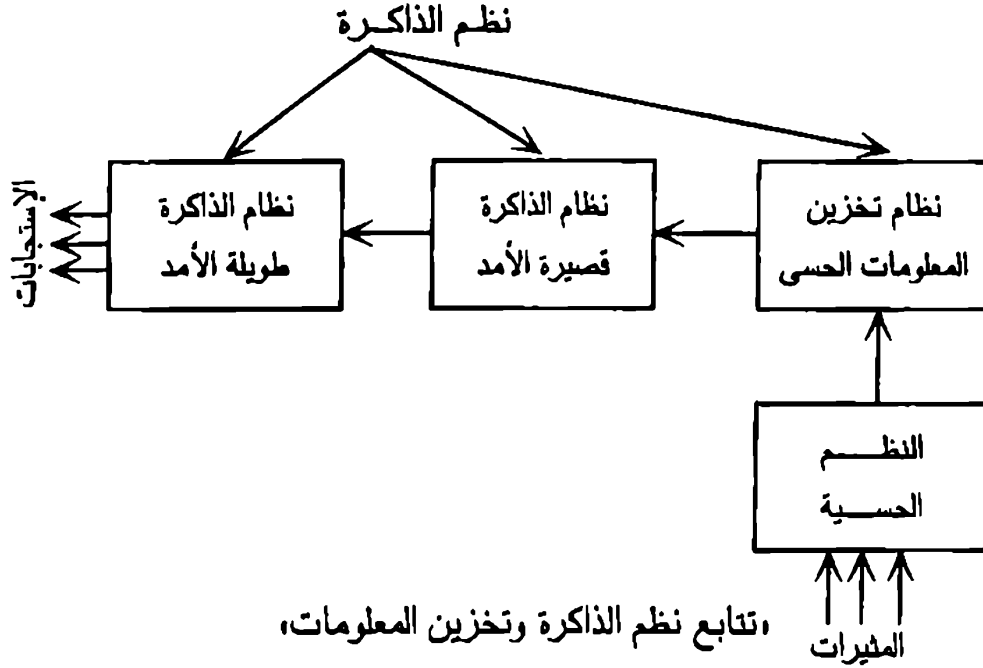 نظم الذاكرة
نظام تخزين
المعلومات الحسى
نظام الذاكرة
قصيرة الأمد
نظام الذاكرة
طويلة الأمد
الإستجابات
النظم
الحسية
المثيرات
«تتابع نظم الذاكرة وتخزين المعلومات»